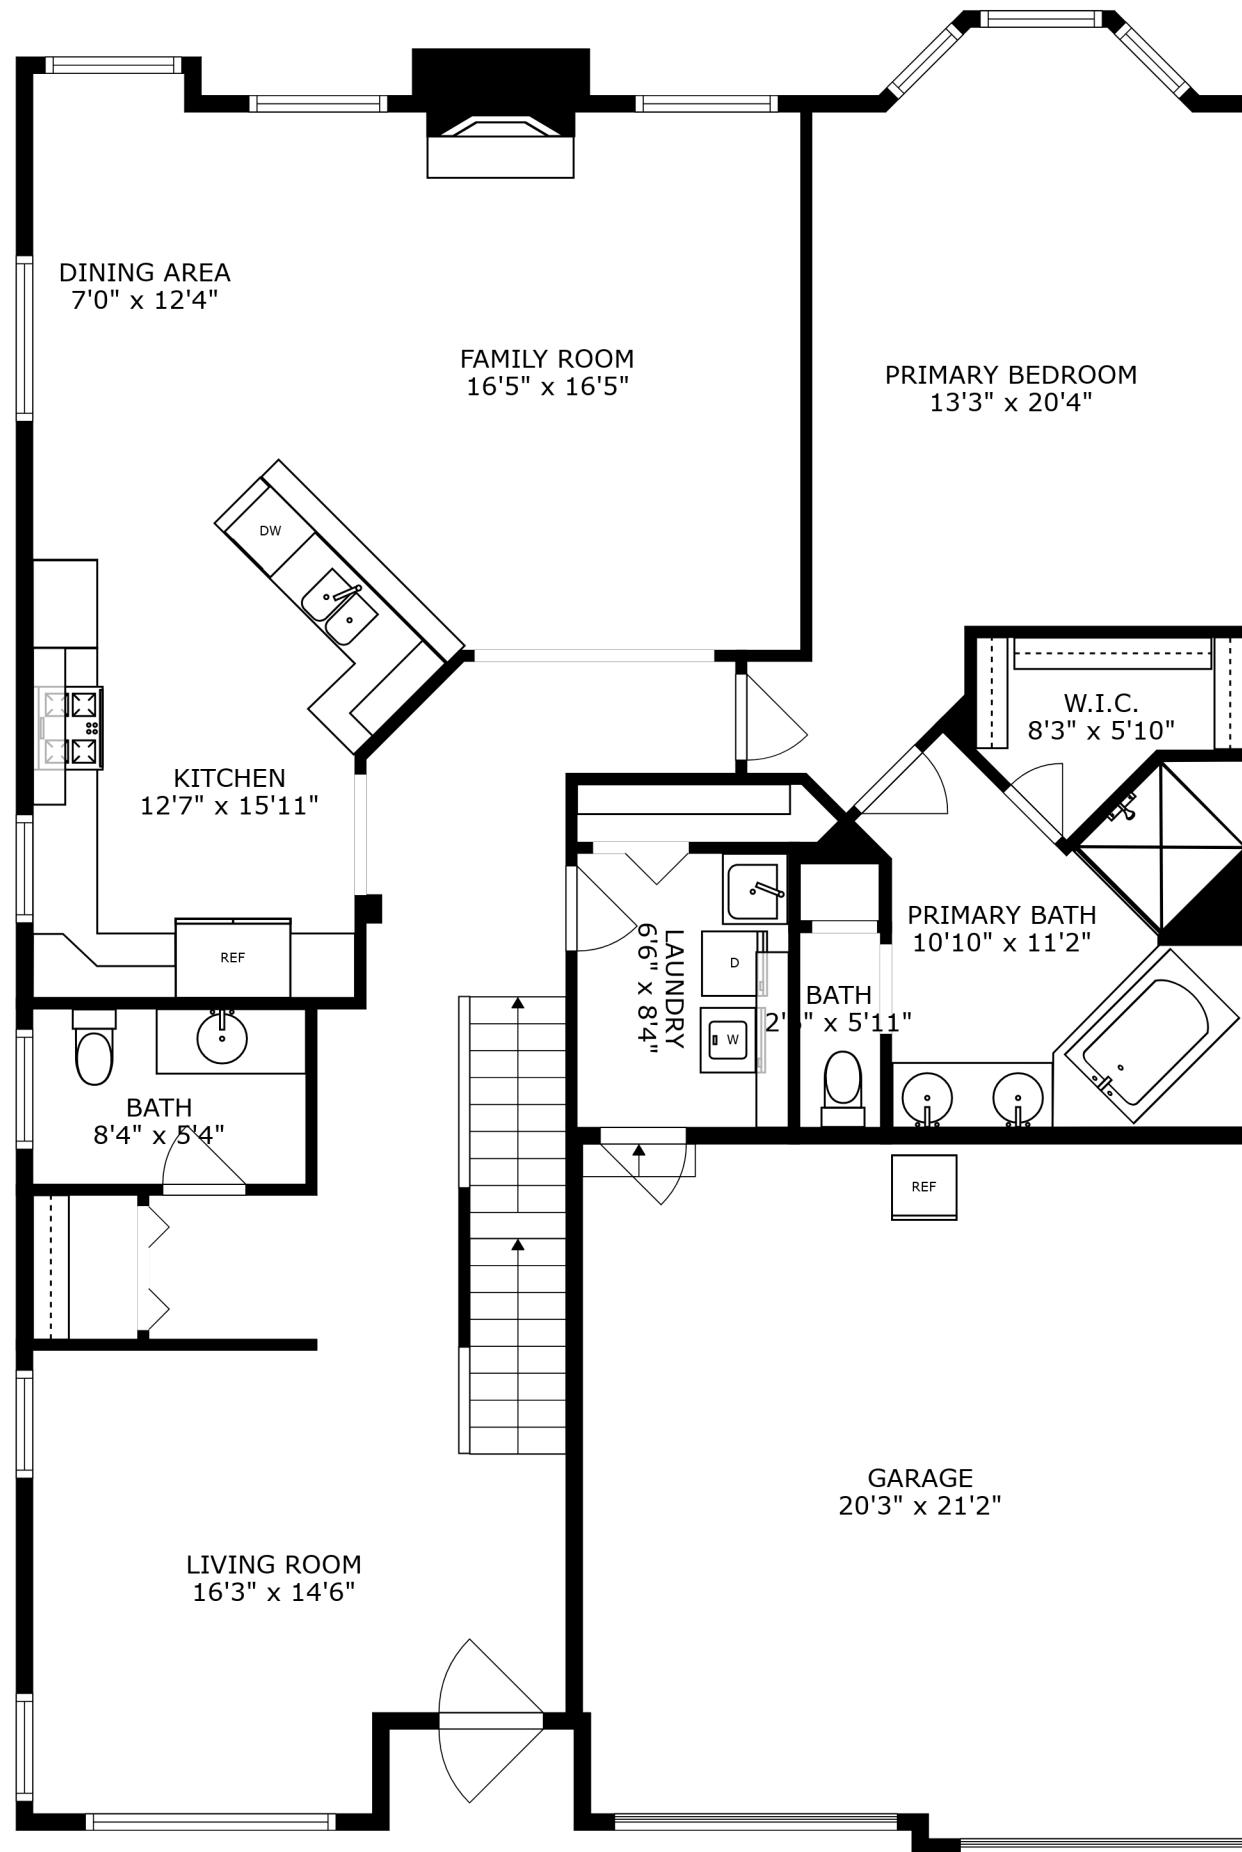 DINING AREA
7'0" x 12'4"
FAMILY ROOM
16'5" x 16'5"
PRIMARY BEDROOM
13'3" x 20'4"
DW
W.I.C.
8'3" x 5'10"
KITCHEN
12'7" x 15'11"
REF
PRIMARY BATH
10'10" x 11'2"
LAUNDRY
6'6" x 8'4"
D
W
BATH
x 5'11"
BATH
8'4" x 5'4"
REF
GARAGE
20'3" x 21'2"
LIVING ROOM
16'3" x 14'6"